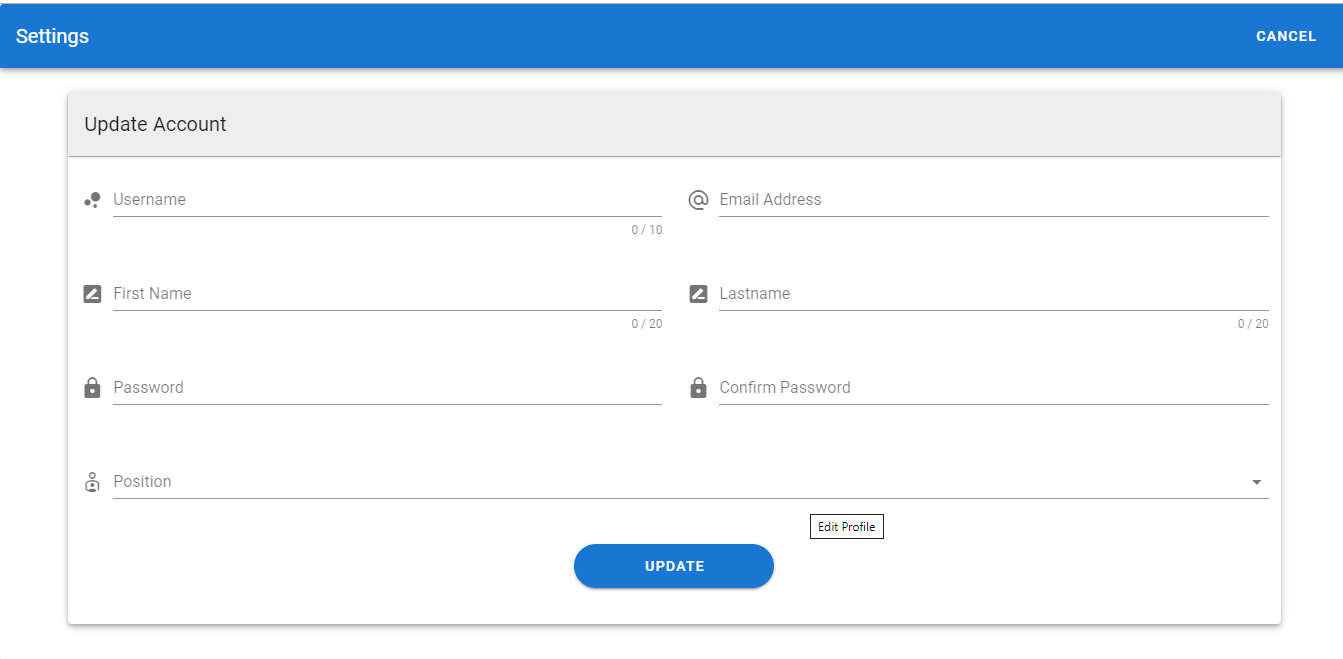 Settings
CANCEL
Update Account
Username
Email Address
0 / 10
First Name
Lastname
0 / 20
0 / 20
Password
Confirm Password
Position
Edit Profile
UPDATE